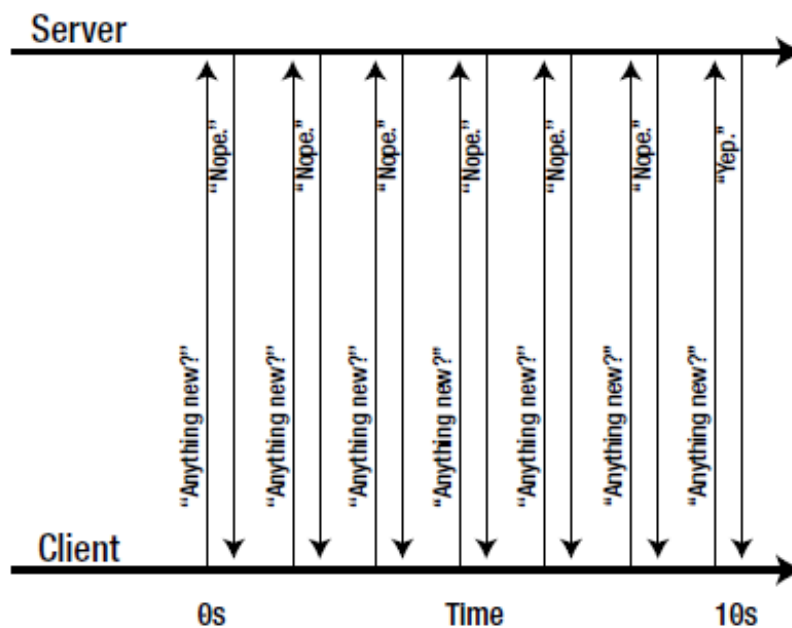 Server
“Nope.”
“Nope.”
“Nope.”
“Nope.”
“Nope.”
“Nope.”
“Yep.”
“Anything new?”
“Anything new?”
“Anything new?”
“Anything new?”
“Anything new?”
“Anything new?”
“Anything new?”
Client
0s Time 10s